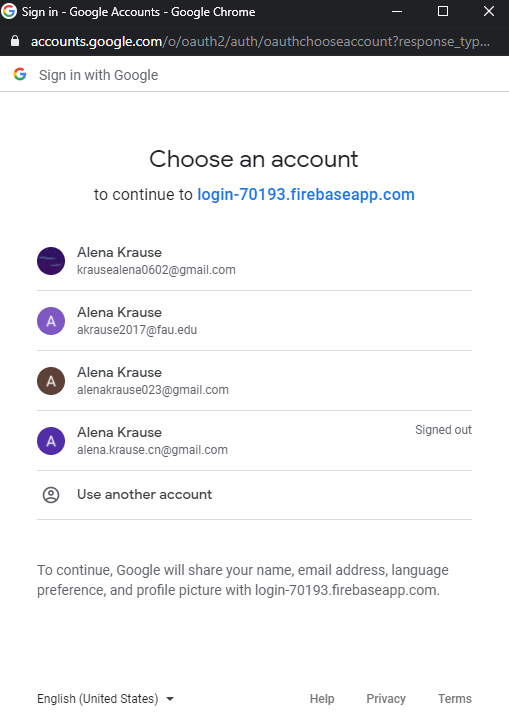 Sign in - Google Accounts - Google Chrome
accounts.google.com/o/oauth2/auth/oauthchooseaccount?response_typ...
Sign in with Google
Choose an account
to continue to login-70193.firebaseapp.com
Alena Krause
krausealena0602@gmail.com
A
Alena Krause
akrause2017@fau.edu
A
Alena Krause
alenakrause023@gmail.com
A
Alena Krause
Signed out
alena.krause.cn@gmail.com
Use another account
To continue, Google will share your name, email address, language
preference, and profile picture with login-70193.firebaseapp.com.
English (United States)
Help
Privacy
Terms